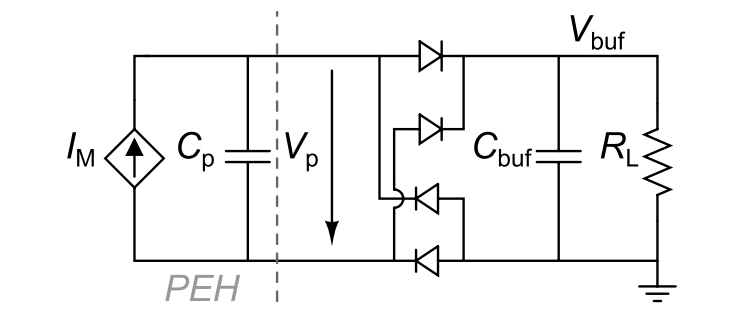 V_buf
I_M
C_p
V_p
C_buf
R_L
PEH